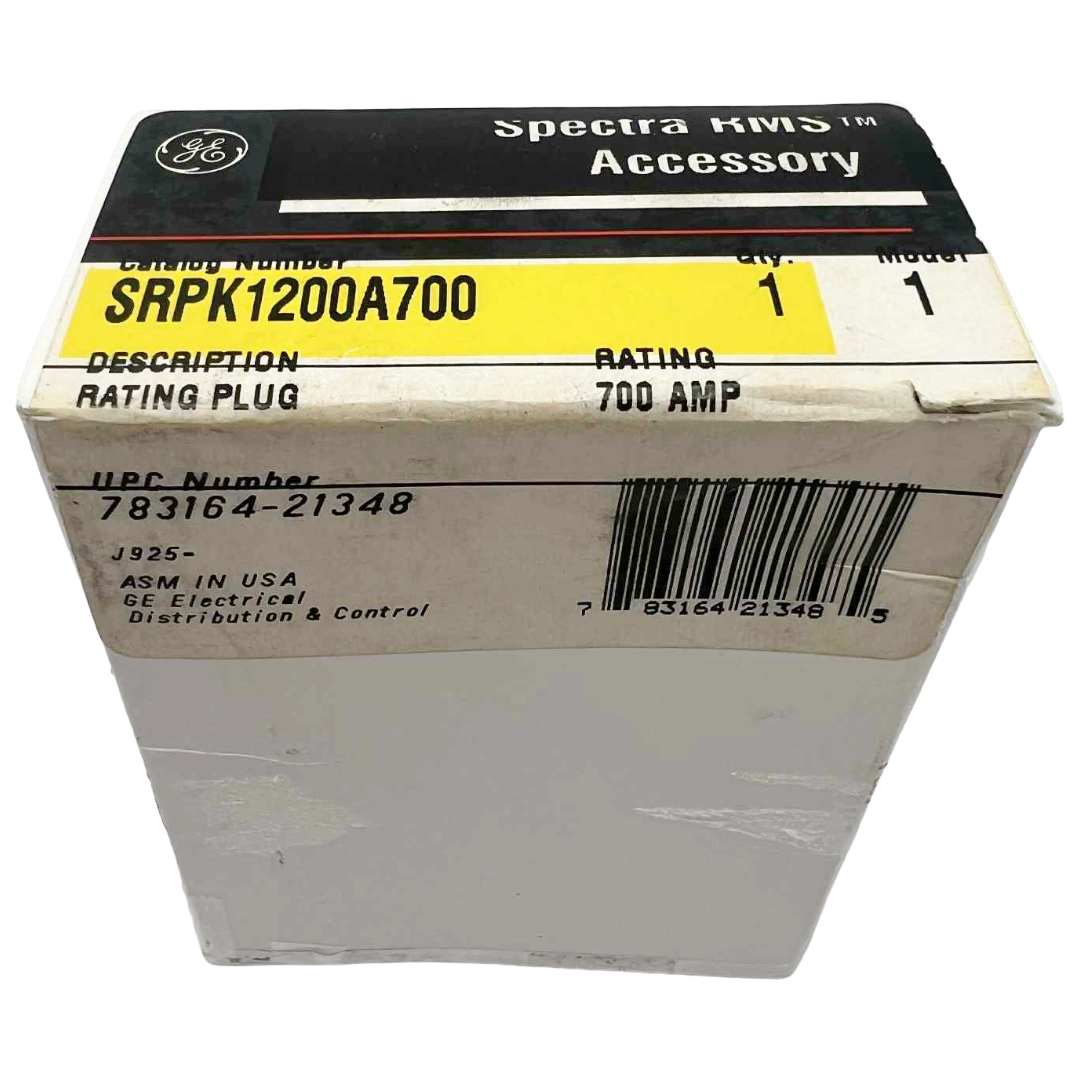 GE
Spectra RMS™
Accessory
Catalog Number Qty. Model
SRPK1200A700 1 1
DESCRIPTION RATING
RATING PLUG 700 AMP
UPC Number
783164-21348
J925-
ASM IN USA
GE Electrical
Distribution & Control
7 83164 21348 5